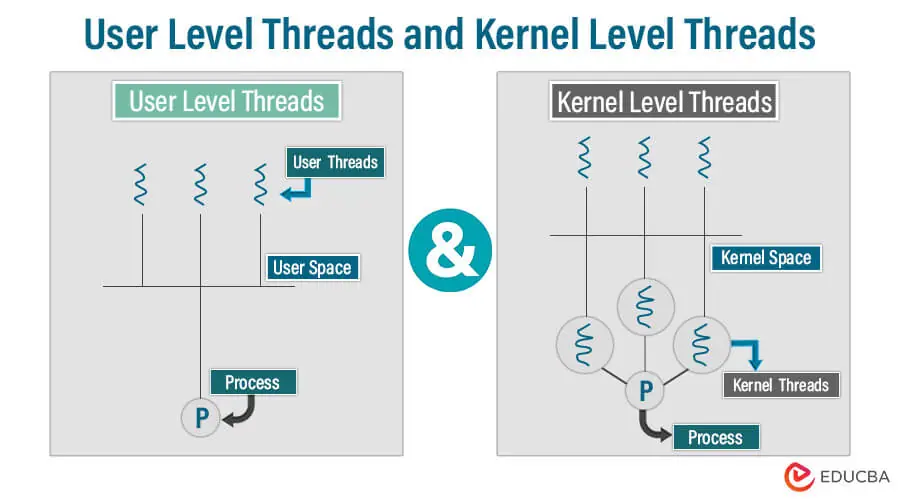 User Level Threads and Kernel Level Threads
User Level Threads
User Threads
User Space
Process
P
&
Kernel Level Threads
Kernel Space
Kernel Threads
P
Process
EDUCBA